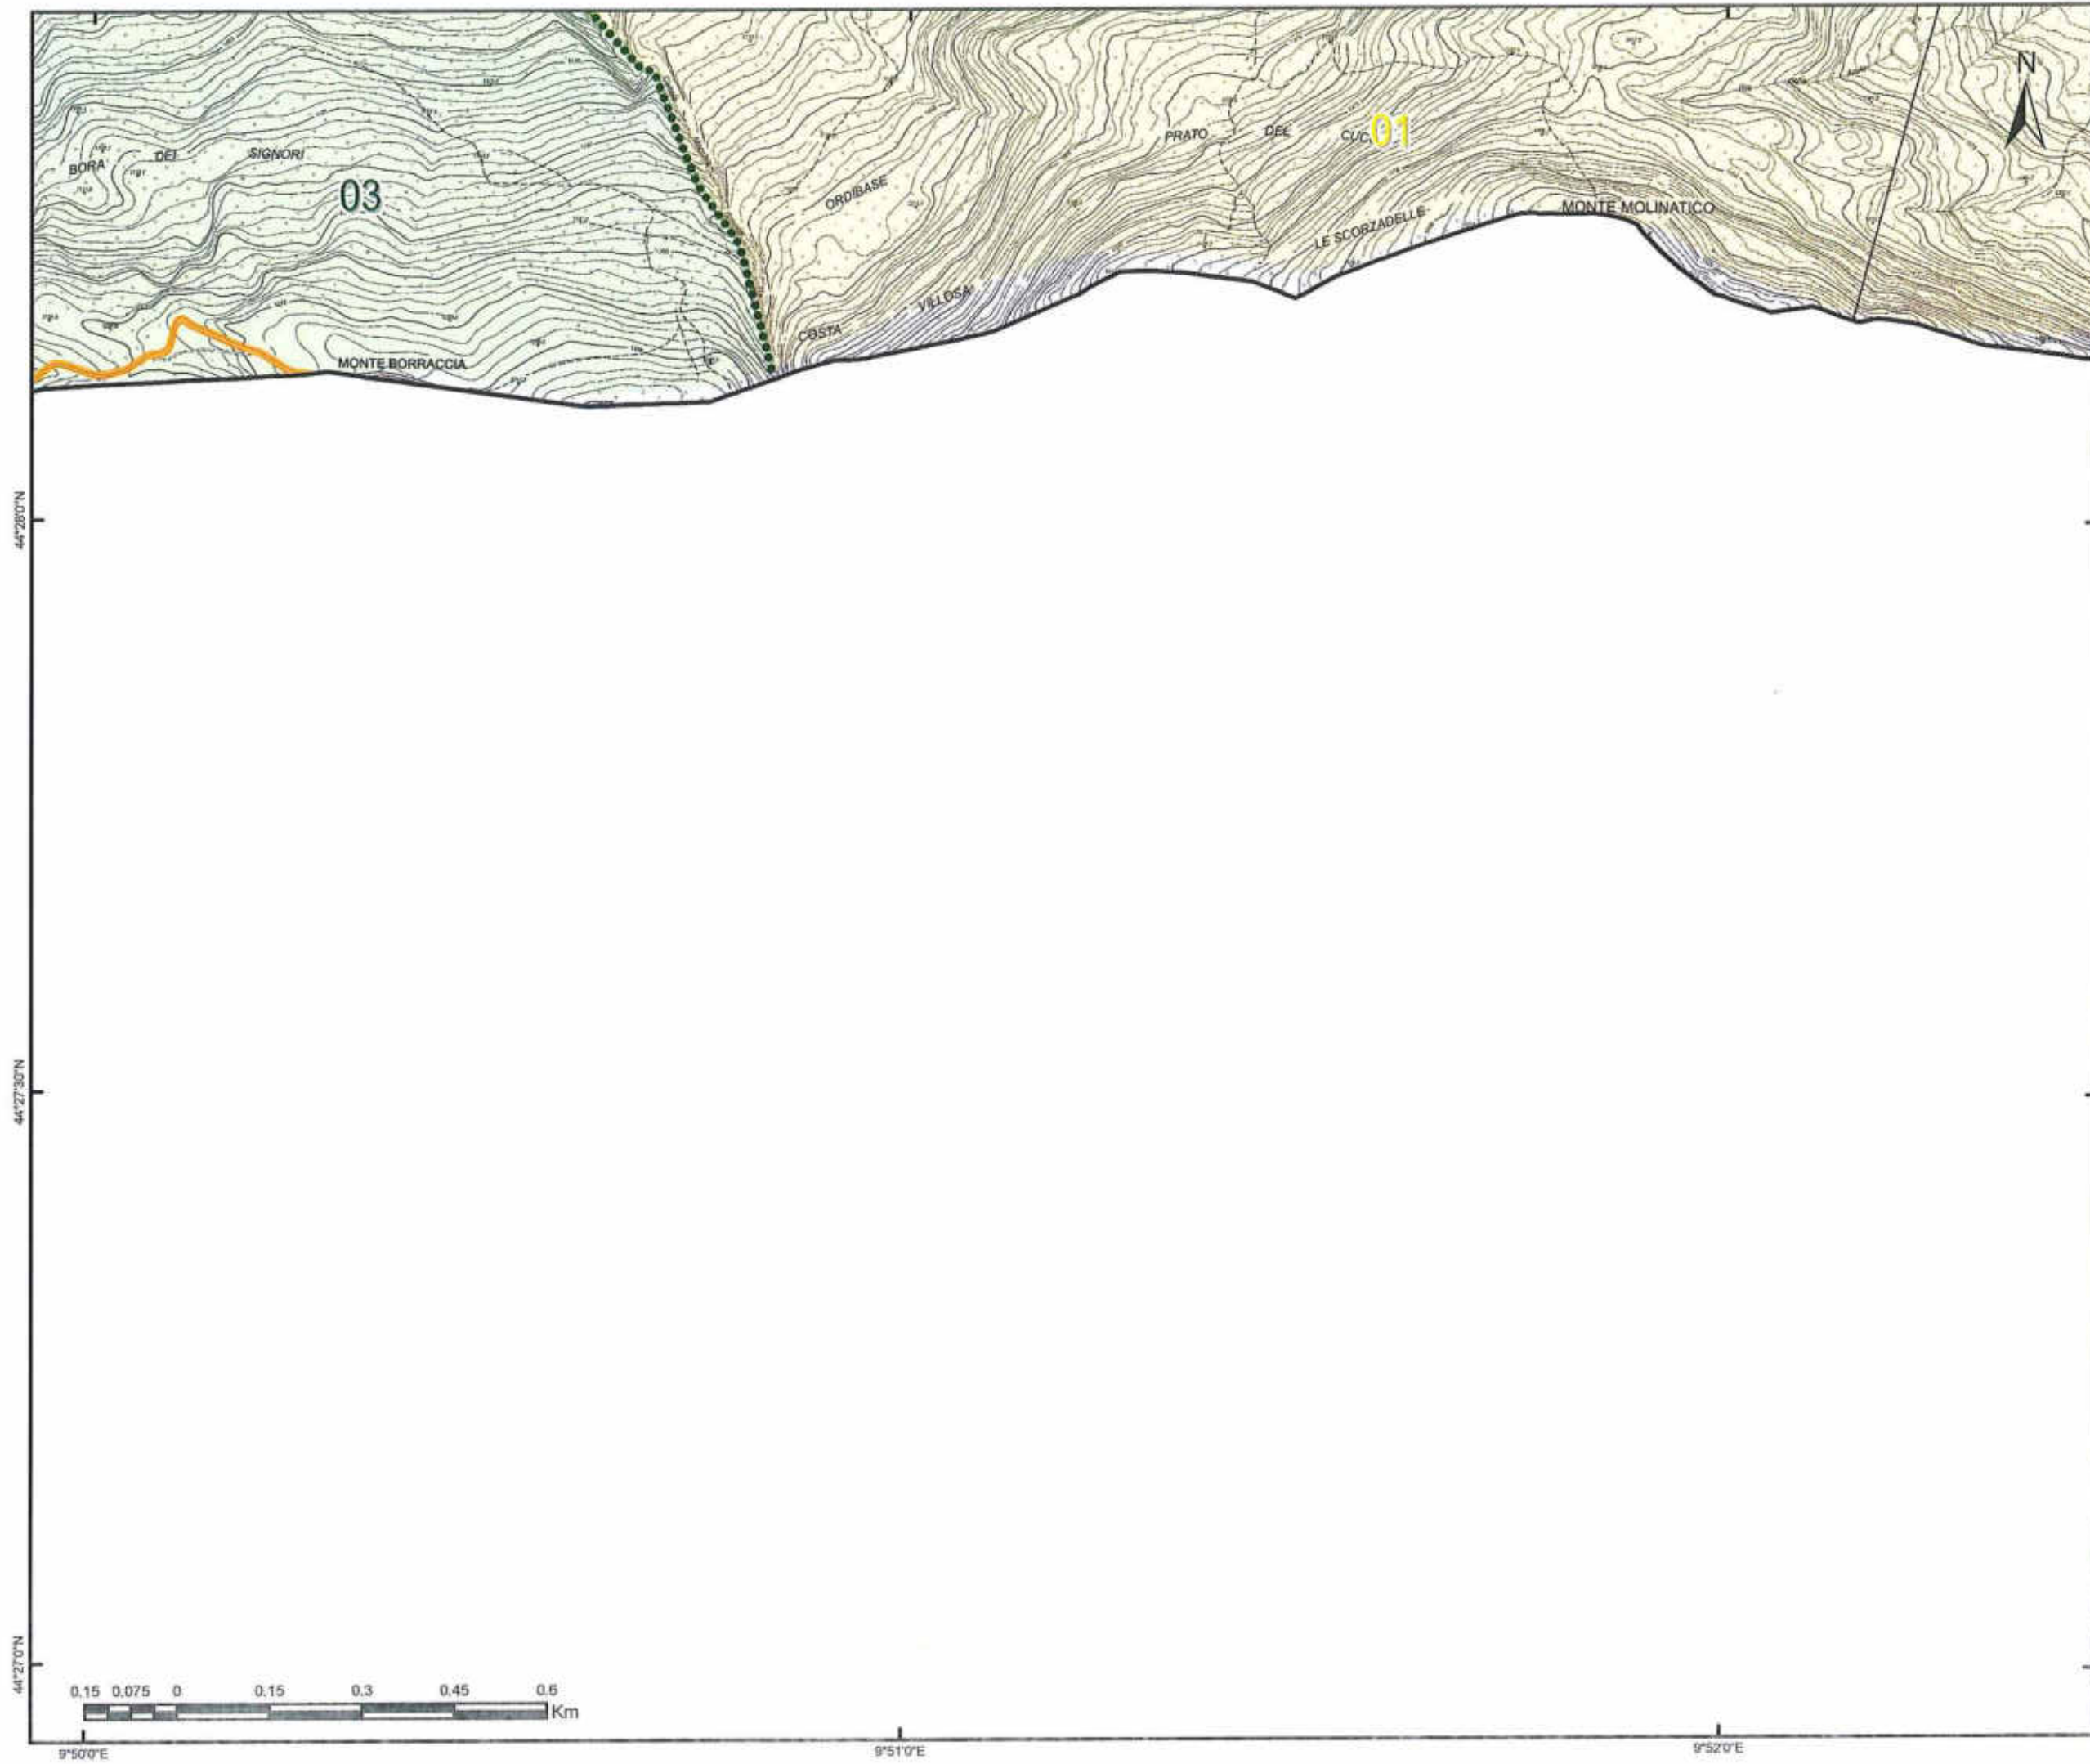 N
PRATO DEL CUC
01
BORA DEI SIGNORI
03
ORDIBASE
MONTE MOLINATICO
LE SCORZADELLE
COSTA VILLOSA
MONTE BORRACCIA
44°28'0"N
44°27'30"N
44°27'0"N
0.15 0.075 0 0.15 0.3 0.45 0.6
Km
9°50'0"E 9°51'0"E 9°52'0"E